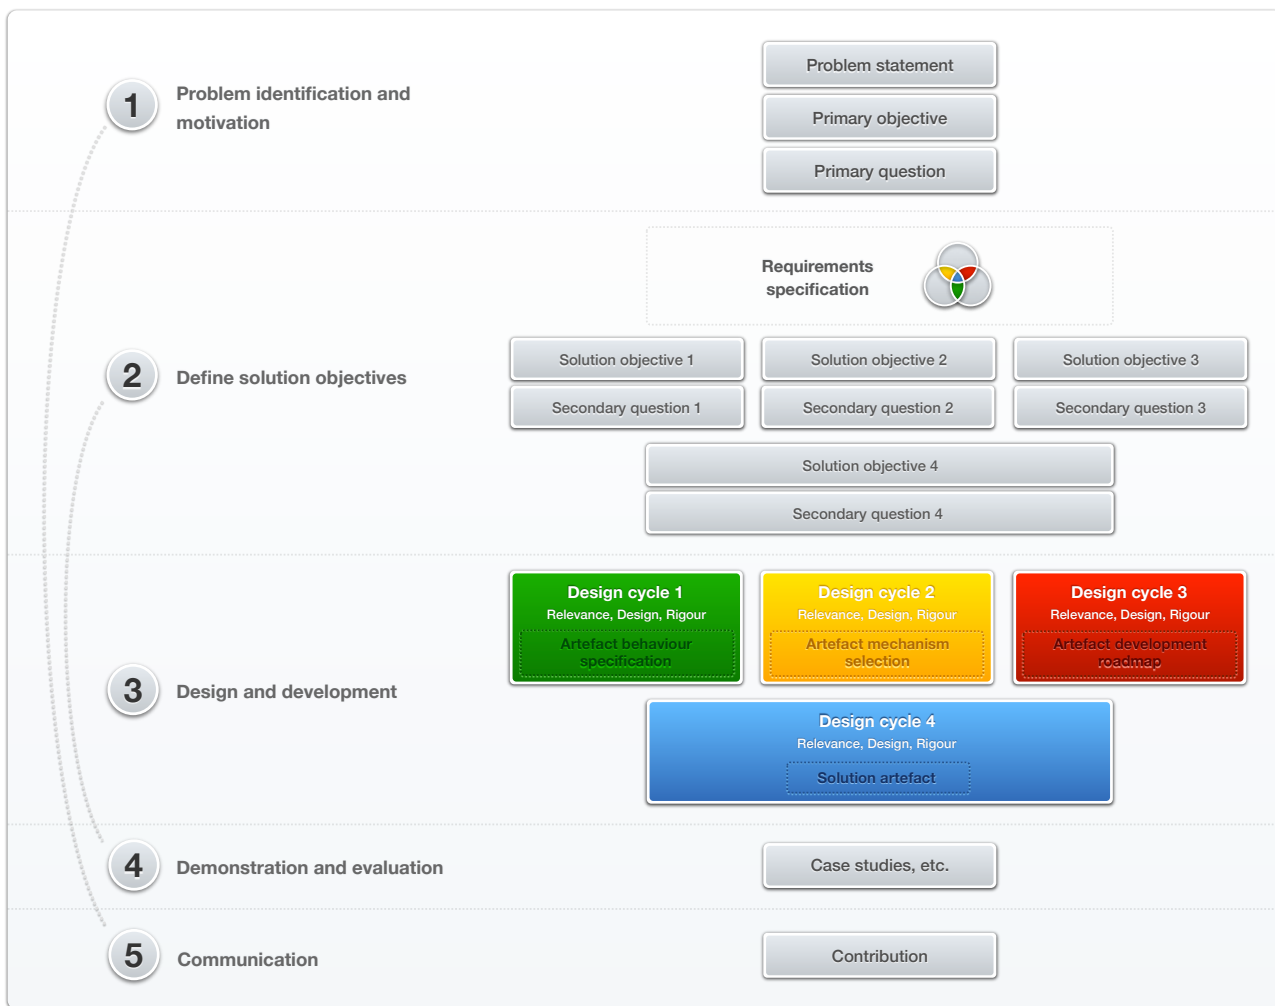 1
Problem identification and
motivation
Problem statement
Primary objective
Primary question
Requirements
specification
2
Define solution objectives
Solution objective 1
Solution objective 2
Solution objective 3
Secondary question 1
Secondary question 2
Secondary question 3
Solution objective 4
Secondary question 4
3
Design and development
Design cycle 1
Relevance, Design, Rigour
Artefact behaviour
specification
Design cycle 2
Relevance, Design, Rigour
Artefact mechanism
selection
Design cycle 3
Relevance, Design, Rigour
Artefact development
roadmap
Design cycle 4
Relevance, Design, Rigour
Solution artefact
4
Demonstration and evaluation
Case studies, etc.
5
Communication
Contribution